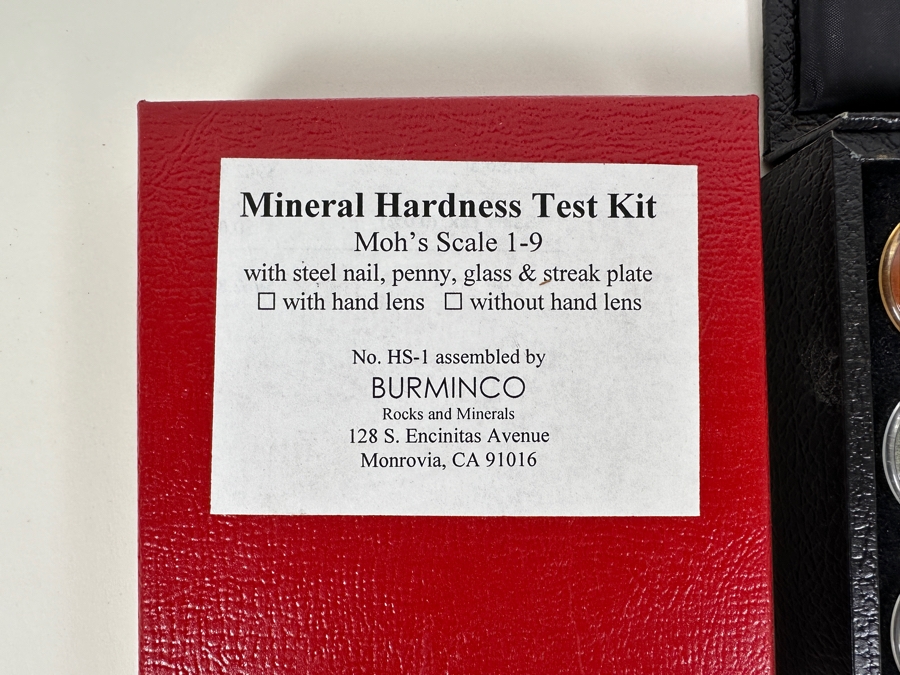 Mineral Hardness Test Kit
Moh's Scale 1-9
with steel nail, penny, glass & streak plate
☐ with hand lens ☐ without hand lens
No. HS-1 assembled by
BURMINCO
Rocks and Minerals
128 S. Encinitas Avenue
Monrovia, CA 91016